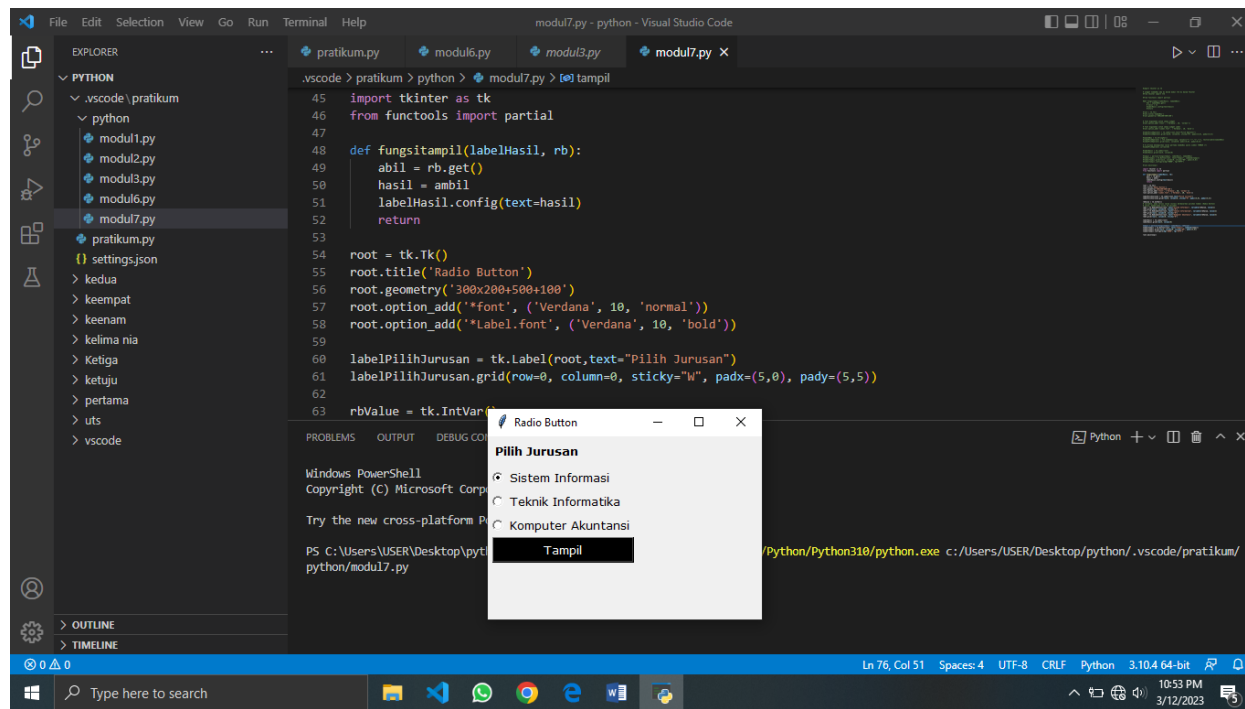 File Edit Selection View Go Run Terminal Help modul7.py - python - Visual Studio Code
EXPLORER
PYTHON
.vscode\pratikum
python
modul1.py
modul2.py
modul3.py
modul6.py
modul7.py
pratikum.py
{} settings.json
kedua
keempat
keenam
kelima nia
Ketiga
ketuju
pertama
uts
vscode
OUTLINE
TIMELINE
pratikum.py modul6.py modul3.py modul7.py
.vscode > pratikum > python > modul7.py > tampil
45 import tkinter as tk
46 from functools import partial
47
48 def fungsitampil(labelHasil, rb):
49 abil = rb.get()
50 hasil = ambil
51 labelHasil.config(text=hasil)
52 return
53
54 root = tk.Tk()
55 root.title('Radio Button')
56 root.geometry('300x200+500+100')
57 root.option_add('*font', ('Verdana', 10, 'normal'))
58 root.option_add('*Label.font', ('Verdana', 10, 'bold'))
59
60 labelPilihJurusan = tk.Label(root,text="Pilih Jurusan")
61 labelPilihJurusan.grid(row=0, column=0, sticky="W", padx=(5,0), pady=(5,5))
62
63 rbValue = tk.IntVar(
PROBLEMS OUTPUT DEBUG CO
Python
Windows PowerShell
Copyright (C) Microsoft Corp
Try the new cross-platform P
PS C:\Users\USER\Desktop\pyt /Python/Python310/python.exe c:/Users/USER/Desktop/python/.vscode/pratikum/
python/modul7.py
Radio Button
Pilih Jurusan
Sistem Informasi
Teknik Informatika
Komputer Akuntansi
Tampil
0 0 Ln 76, Col 51 Spaces: 4 UTF-8 CRLF Python 3.10.4 64-bit
Type here to search
10:53 PM
3/12/2023
5